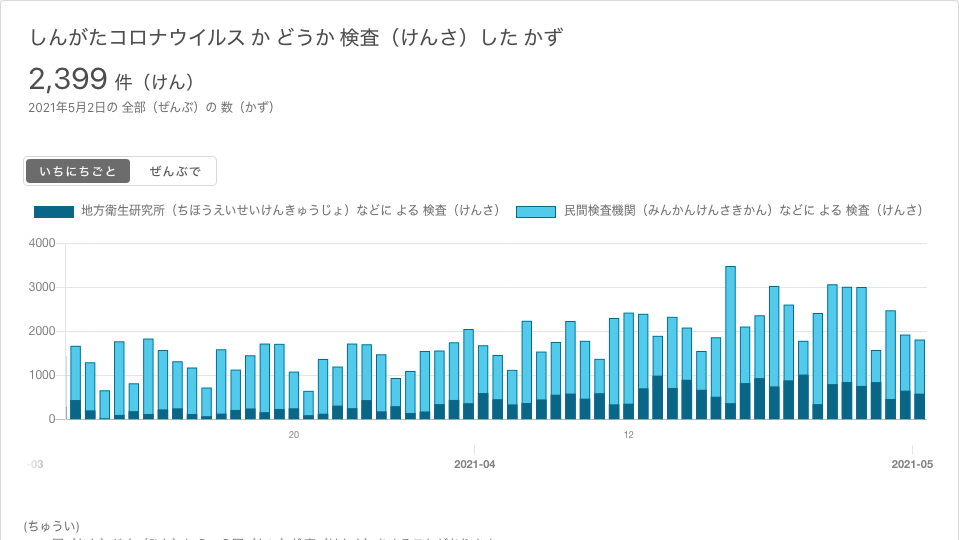 しんがたコロナウイルス か どうか 検査（けんさ）した かず
2,399 件（けん）
2021年5月2日の 全部（ぜんぶ）の 数（かず）
いちにちごと ぜんぶで
地方衛生研究所（ちほうえいせいけんきゅうじょ）などに よる 検査（けんさ） 民間検査機関（みんかんけんさきかん）などに よる 検査（けんさ）
4000
3000
2000
1000
0
20 12
-03 2021-04 2021-05
(ちゅうい)